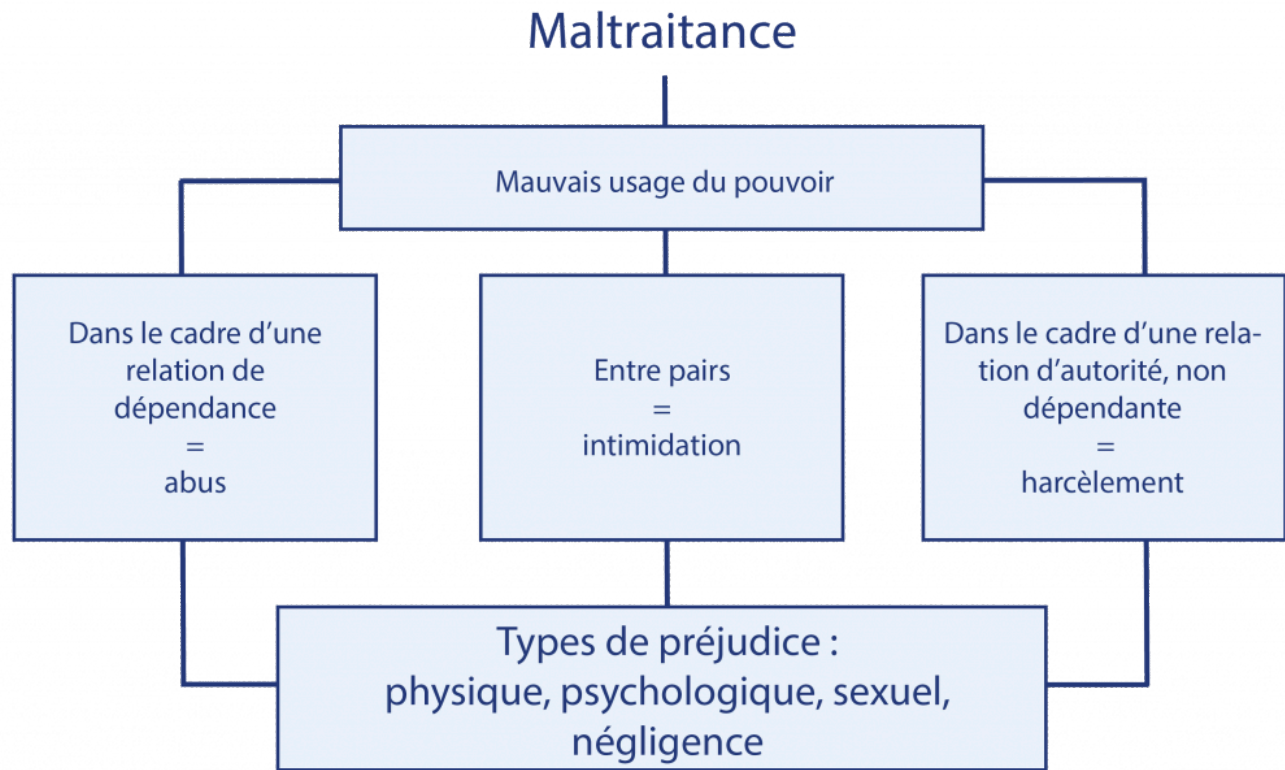 Maltraitance
Mauvais usage du pouvoir
Dans le cadre d’une
relation de
dépendance
=
abus
Entre pairs
=
intimidation
Dans le cadre d’une rela-
tion d’autorité, non
dépendante
=
harcèlement
Types de préjudice :
physique, psychologique, sexuel,
négligence